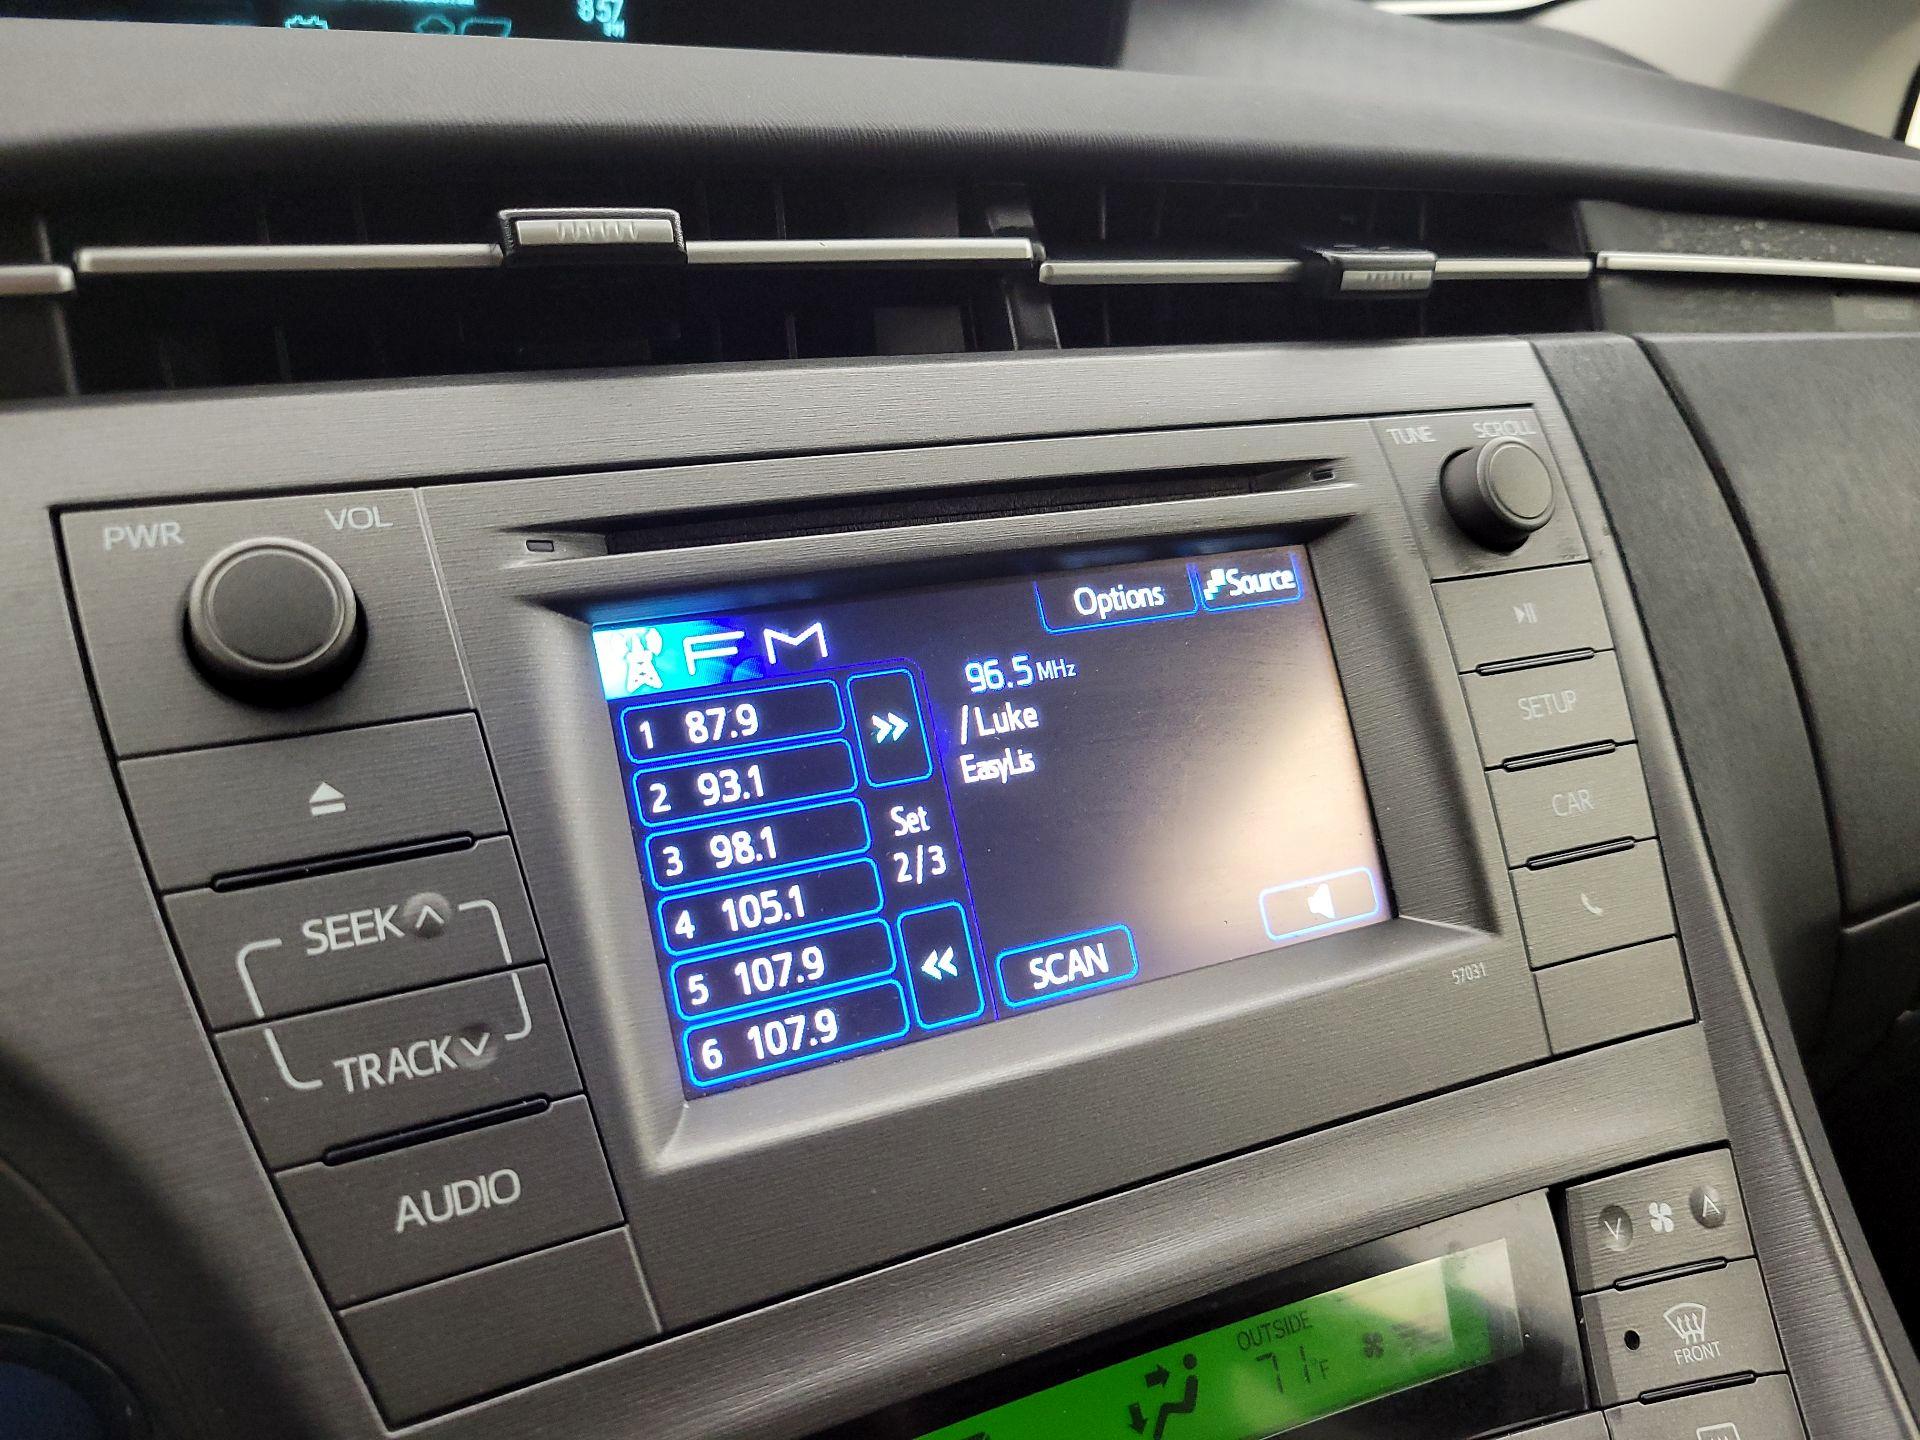 857
TUNE SCROLL
PWR VOL
Options Source
FM
96.5 MHz
/Luke
EasyLis
1 87.9
2 93.1
3 98.1
4 105.1
5 107.9
6 107.9
Set
2/3
SCAN
SEEK
TRACK
AUDIO
SETUP
CAR
57031
OUTSIDE
71°F
FRONT